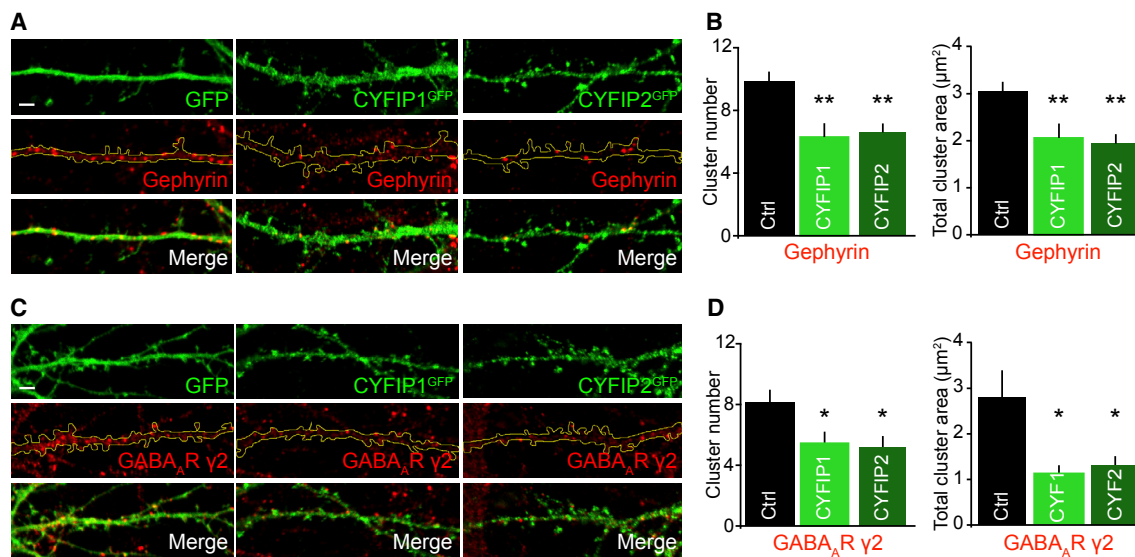 A
GFP
CYFIP1GFP
CYFIP2GFP
Gephyrin
Gephyrin
Gephyrin
Merge
Merge
Merge
B
Cluster number
12
8
4
0
**
**
Ctrl
CYFIP1
CYFIP2
Gephyrin
Total cluster area (µm²)
4
3
2
1
0
**
**
Ctrl
CYFIP1
CYFIP2
Gephyrin
C
GFP
CYFIP1GFP
CYFIP2GFP
GABAAR γ2
GABAAR γ2
GABAAR γ2
Merge
Merge
Merge
D
Cluster number
12
8
4
0
*
*
Ctrl
CYFIP1
CYFIP2
GABAAR γ2
Total cluster area (µm²)
4
3
2
1
0
*
*
Ctrl
CYF1
CYF2
GABAAR γ2